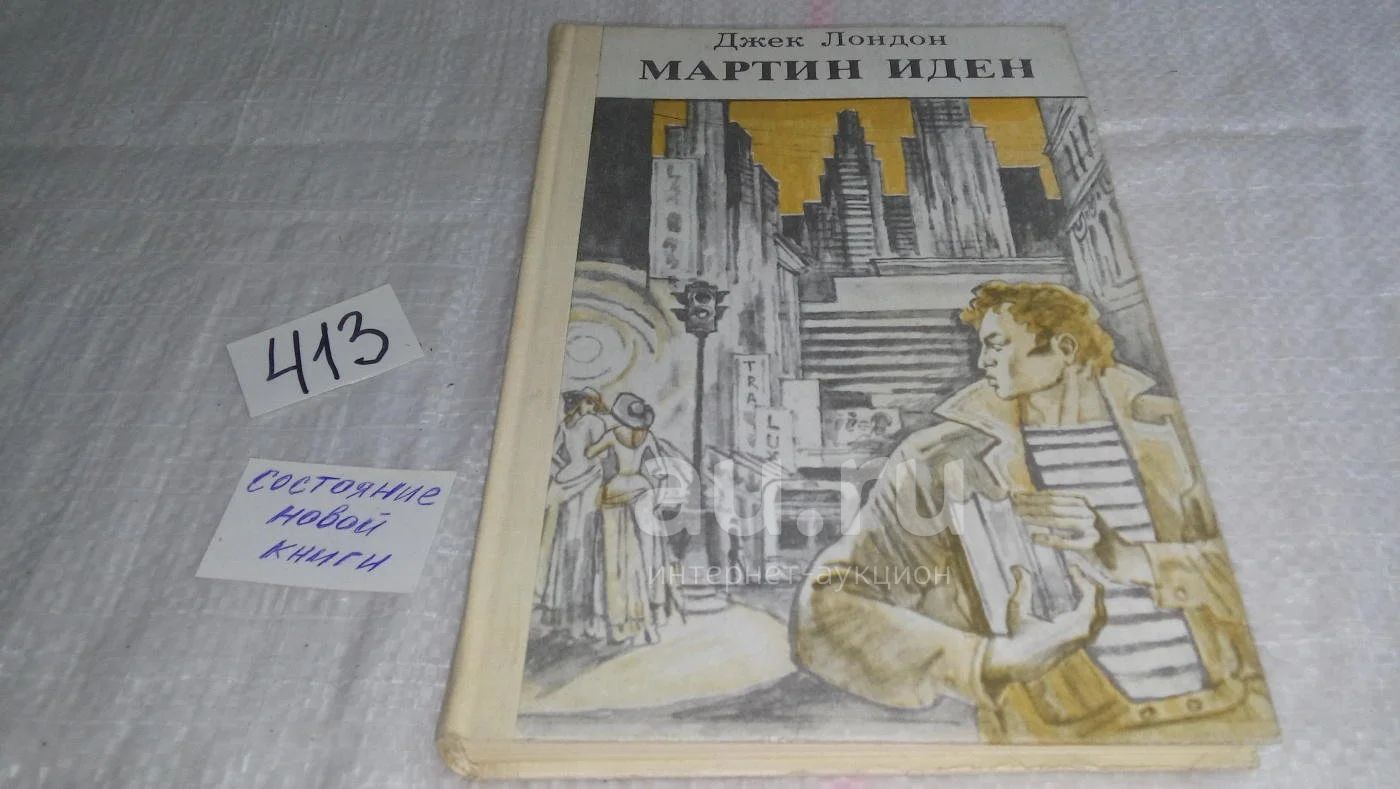 Джек Лондон
МАРТИН ИДЕН
TRA
LUX
413
состояние
новой
книги
au.ru
интернет-аукцион